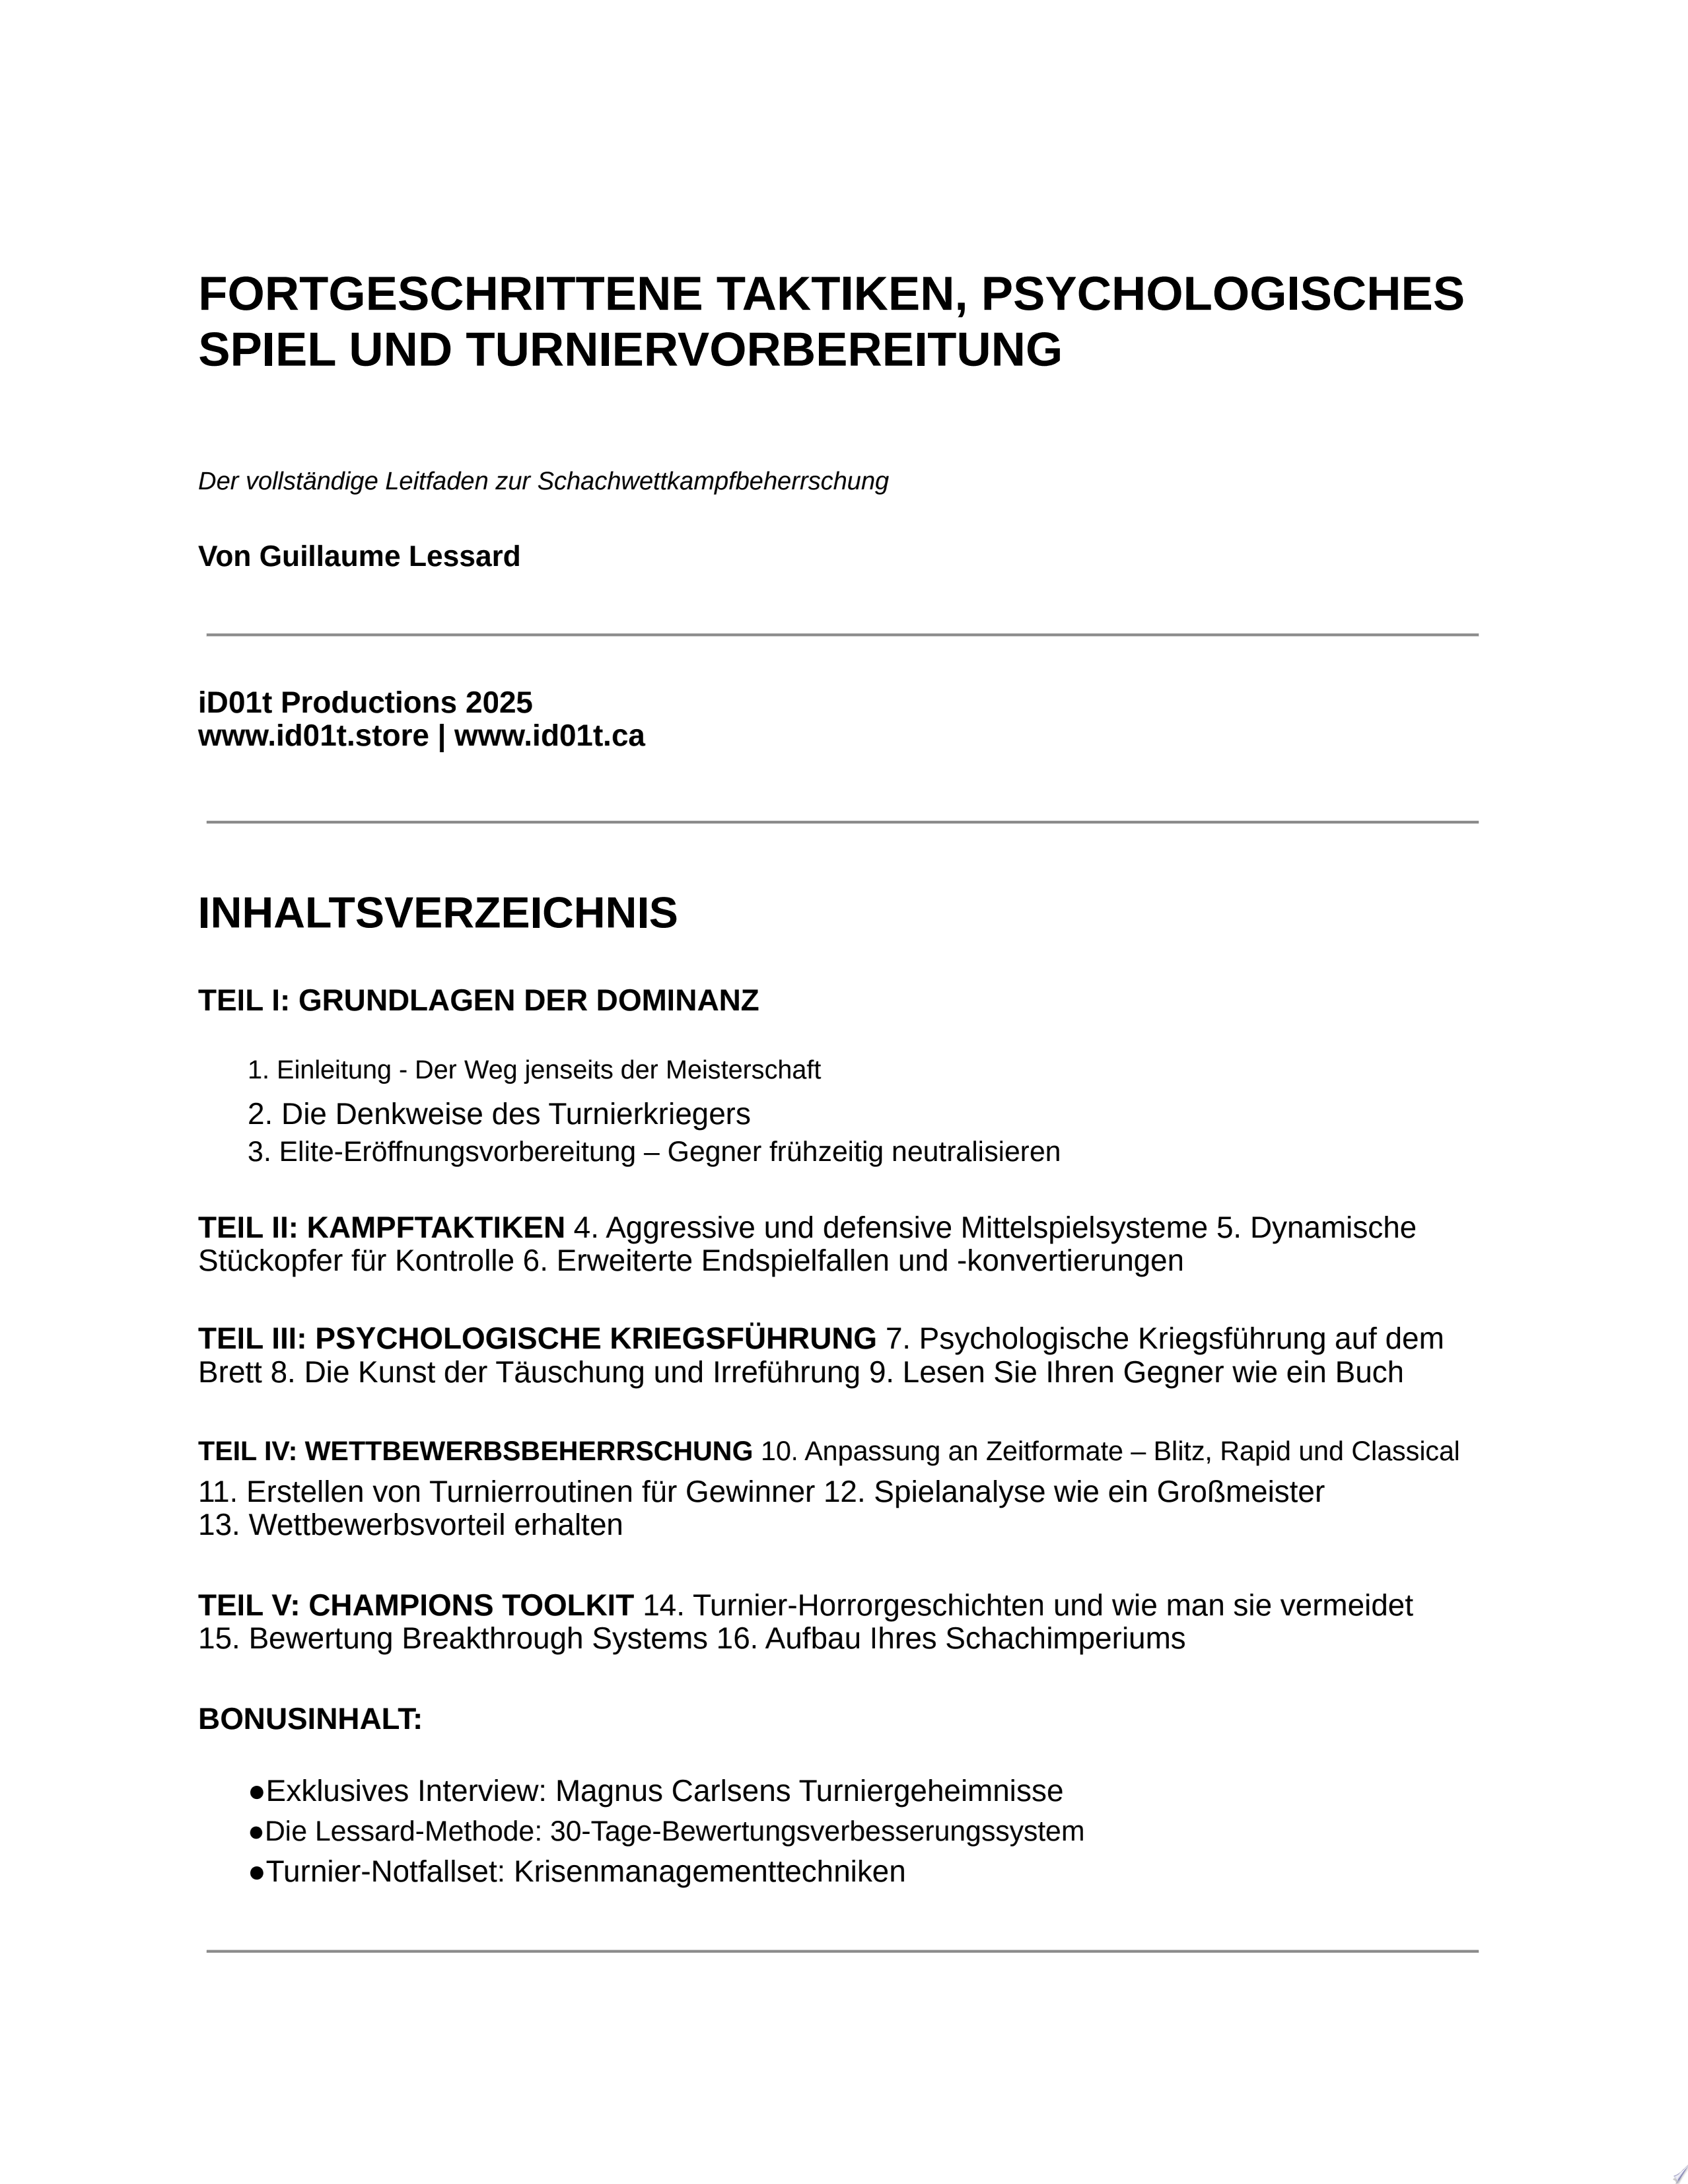 FORTGESCHRITTENE TAKTIKEN, PSYCHOLOGISCHES
SPIEL UND TURNIERVORBEREITUNG
Der vollständige Leitfaden zur Schachwettkampfbeherrschung
Von Guillaume Lessard
iD01t Productions 2025
www.id01t.store | www.id01t.ca
INHALTSVERZEICHNIS
TEIL I: GRUNDLAGEN DER DOMINANZ
1. Einleitung - Der Weg jenseits der Meisterschaft
2. Die Denkweise des Turnierkriegers
3. Elite-Eröffnungsvorbereitung – Gegner frühzeitig neutralisieren
TEIL II: KAMPFTAKTIKEN 4. Aggressive und defensive Mittelspielsysteme 5. Dynamische
Stückopfer für Kontrolle 6. Erweiterte Endspielfallen und -konvertierungen
TEIL III: PSYCHOLOGISCHE KRIEGSFÜHRUNG 7. Psychologische Kriegsführung auf dem
Brett 8. Die Kunst der Täuschung und Irreführung 9. Lesen Sie Ihren Gegner wie ein Buch
TEIL IV: WETTBEWERBSBEHERRSCHUNG 10. Anpassung an Zeitformate – Blitz, Rapid und Classical
11. Erstellen von Turnierroutinen für Gewinner 12. Spielanalyse wie ein Großmeister
13. Wettbewerbsvorteil erhalten
TEIL V: CHAMPIONS TOOLKIT 14. Turnier-Horrorgeschichten und wie man sie vermeidet
15. Bewertung Breakthrough Systems 16. Aufbau Ihres Schachimperiums
BONUSINHALT:
●Exklusives Interview: Magnus Carlsens Turniergeheimnisse
●Die Lessard-Methode: 30-Tage-Bewertungsverbesserungssystem
●Turnier-Notfallset: Krisenmanagementtechniken